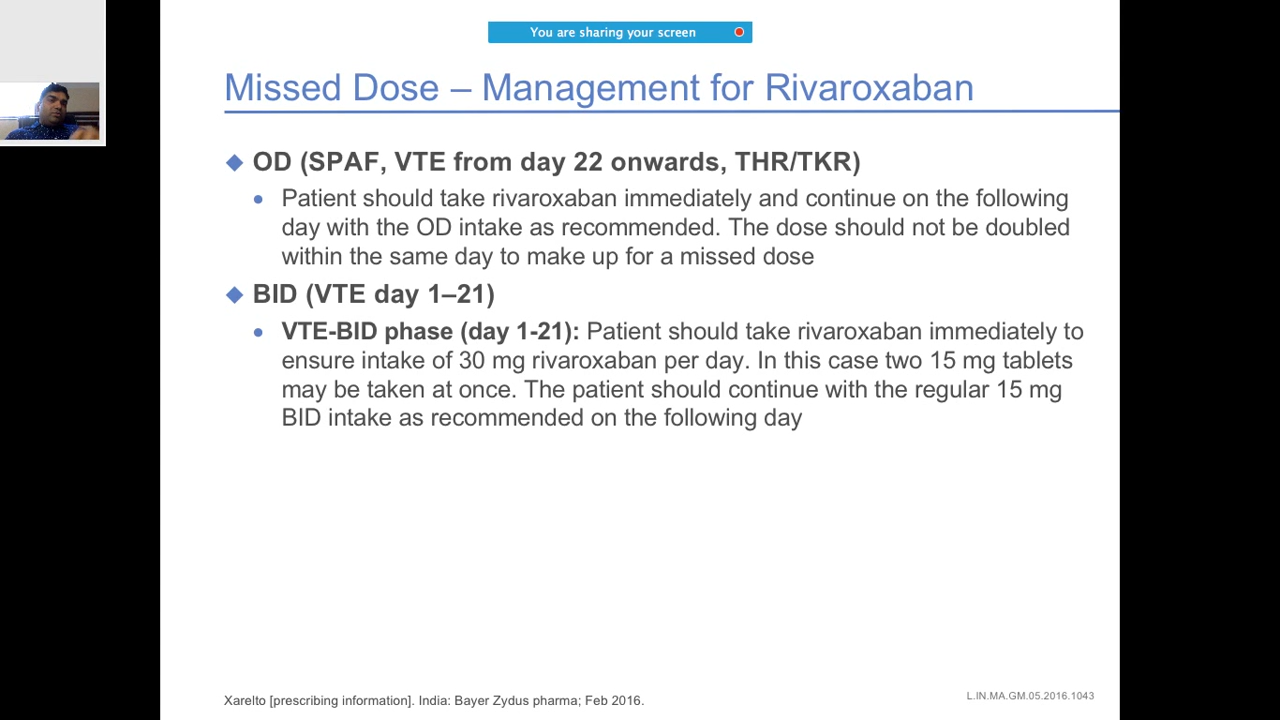 You are sharing your screen
Missed Dose – Management for Rivaroxaban
OD (SPAF, VTE from day 22 onwards, THR/TKR)
Patient should take rivaroxaban immediately and continue on the following
day with the OD intake as recommended. The dose should not be doubled
within the same day to make up for a missed dose
BID (VTE day 1–21)
VTE-BID phase (day 1-21): Patient should take rivaroxaban immediately to
ensure intake of 30 mg rivaroxaban per day. In this case two 15 mg tablets
may be taken at once. The patient should continue with the regular 15 mg
BID intake as recommended on the following day
Xarelto [prescribing information]. India: Bayer Zydus pharma; Feb 2016.
L.IN.MA.GM.05.2016.1043